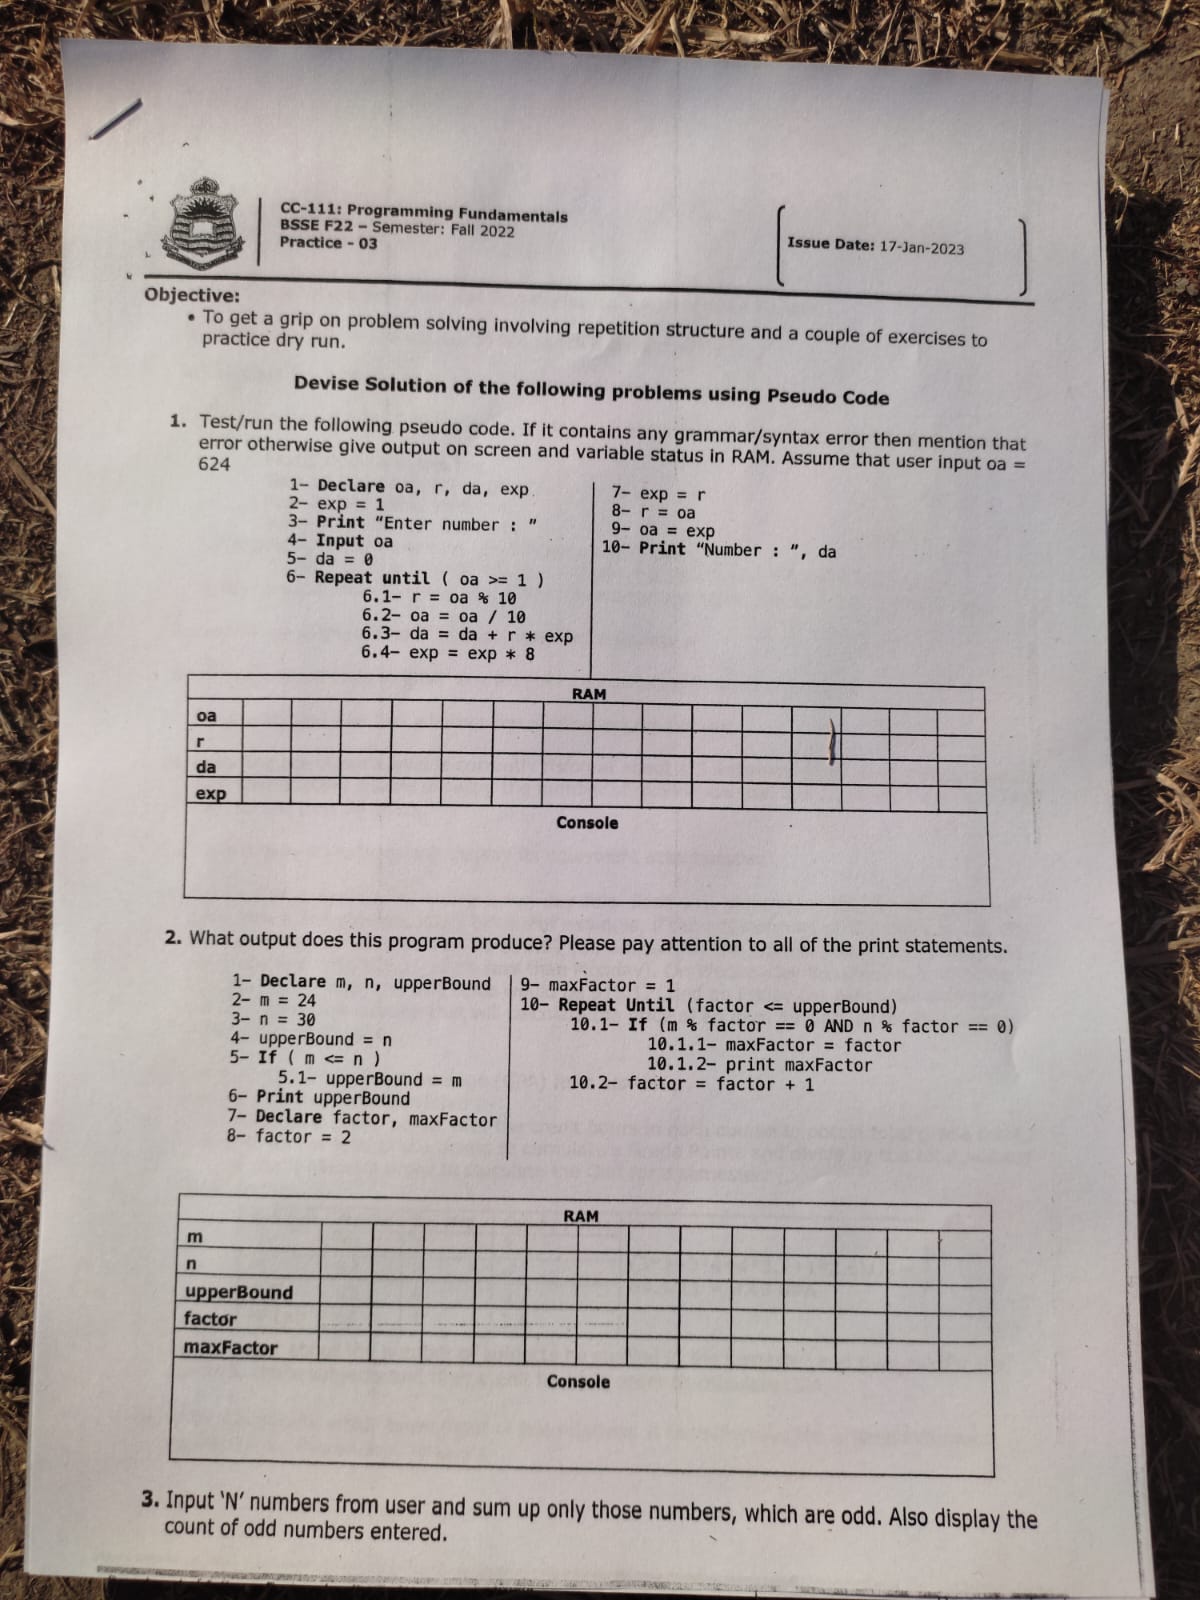 CC-111: Programming Fundamentals
BSSE F22 – Semester: Fall 2022
Practice - 03
Issue Date: 17-Jan-2023
Objective:
• To get a grip on problem solving involving repetition structure and a couple of exercises to
practice dry run.
Devise Solution of the following problems using Pseudo Code
1. Test/run the following pseudo code. If it contains any grammar/syntax error then mention that
error otherwise give output on screen and variable status in RAM. Assume that user input oa =
624
1- Declare oa, r, da, exp
2- exp = 1
3- Print “Enter number : ”
4- Input oa
5- da = 0
6- Repeat until ( oa >= 1 )
6.1- r = oa % 10
6.2- oa = oa / 10
6.3- da = da + r * exp
6.4- exp = exp * 8
7- exp = r
8- r = oa
9- oa = exp
10- Print “Number : ”, da
RAM
oa
r
da
exp
Console
2. What output does this program produce? Please pay attention to all of the print statements.
1- Declare m, n, upperBound
2- m = 24
3- n = 30
4- upperBound = n
5- If ( m <= n )
5.1- upperBound = m
6- Print upperBound
7- Declare factor, maxFactor
8- factor = 2
9- maxFactor = 1
10- Repeat Until (factor <= upperBound)
10.1- If (m % factor == 0 AND n % factor == 0)
10.1.1- maxFactor = factor
10.1.2- print maxFactor
10.2- factor = factor + 1
RAM
m
n
upperBound
factor
maxFactor
Console
3. Input ‘N’ numbers from user and sum up only those numbers, which are odd. Also display the
count of odd numbers entered.